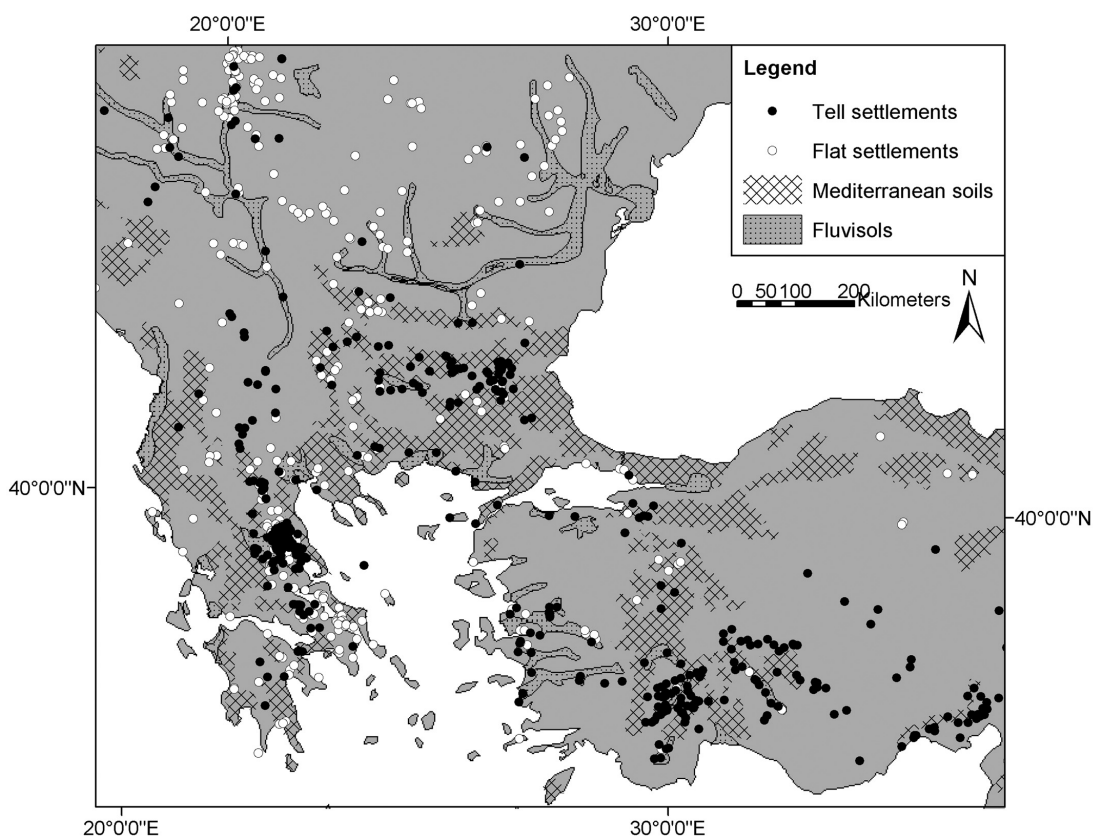 20°0'0"E 30°0'0"E
Legend
Tell settlements
Flat settlements
Mediterranean soils
Fluvisols
0 50 100 200 Kilometers
N
40°0'0"N
40°0'0"N
20°0'0"E 30°0'0"E